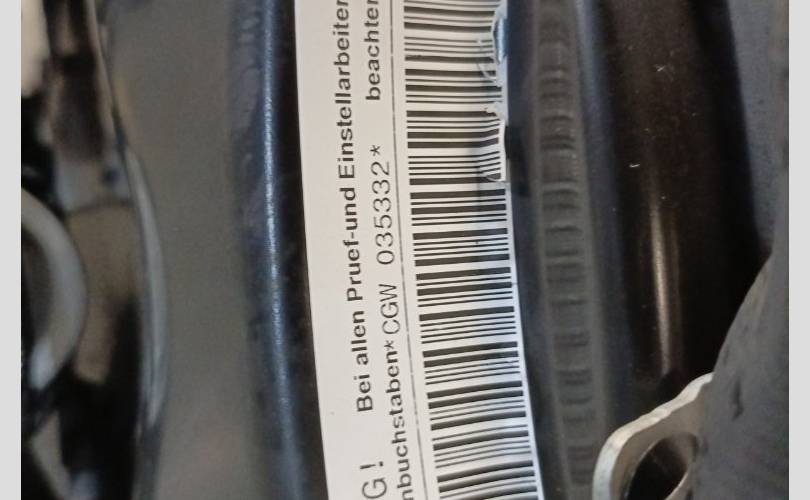 G! Bei allen Pruef-und Einstellarbeiten
nbuchstaben*CGW 035332* beachten